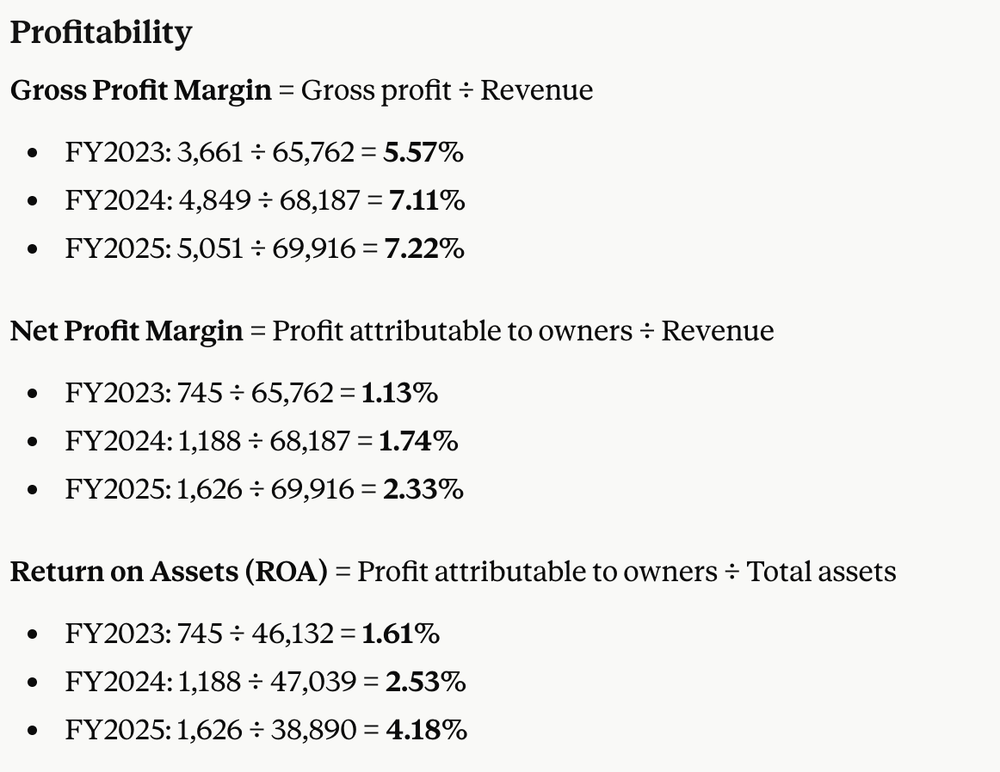 Profitability
Gross Profit Margin = Gross profit ÷ Revenue
• FY2023: 3,661 ÷ 65,762 = 5.57%
• FY2024: 4,849 ÷ 68,187 = 7.11%
• FY2025: 5,051 ÷ 69,916 = 7.22%
Net Profit Margin = Profit attributable to owners ÷ Revenue
• FY2023: 745 ÷ 65,762 = 1.13%
• FY2024: 1,188 ÷ 68,187 = 1.74%
• FY2025: 1,626 ÷ 69,916 = 2.33%
Return on Assets (ROA) = Profit attributable to owners ÷ Total assets
• FY2023: 745 ÷ 46,132 = 1.61%
• FY2024: 1,188 ÷ 47,039 = 2.53%
• FY2025: 1,626 ÷ 38,890 = 4.18%